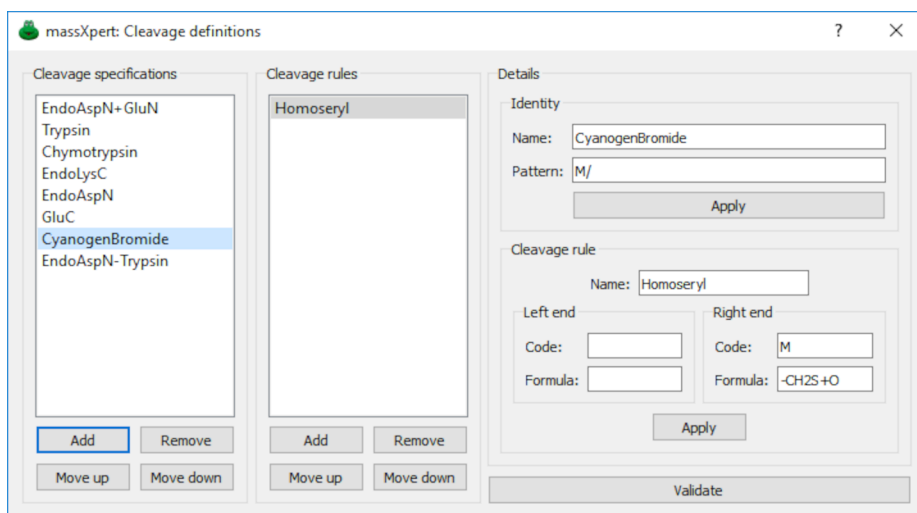 massXpert: Cleavage definitions
?
Cleavage specifications
EndoAspN+GluN
Trypsin
Chymotrypsin
EndoLysC
EndoAspN
GluC
CyanogenBromide
EndoAspN-Trypsin
Add Remove
Move up Move down
Cleavage rules
Homoseryl
Add Remove
Move up Move down
Details
Identity
Name: CyanogenBromide
Pattern: M/
Apply
Cleavage rule
Name: Homoseryl
Left end
Code:
Formula:
Right end
Code: M
Formula: -CH2S+O
Apply
Validate